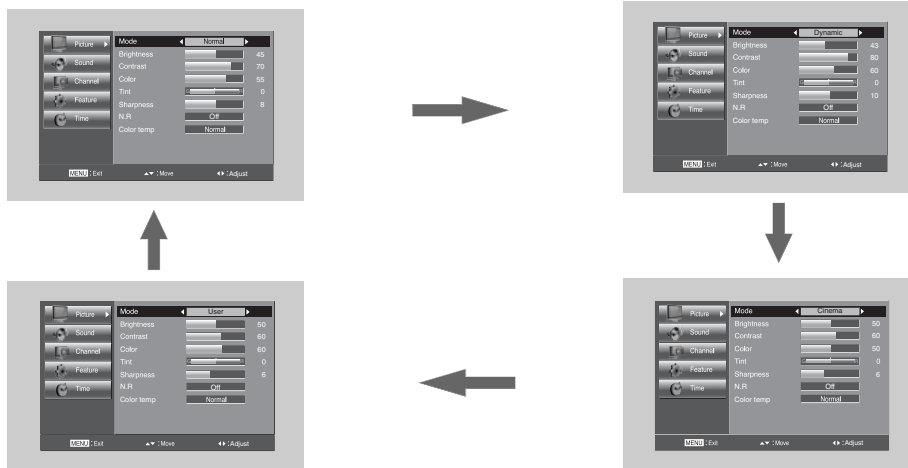 Picture
Sound
Channel
Feature
Time
Mode Normal
Brightness 45
Contrast 70
Color 55
Tint 0
Sharpness 8
N.R Off
Color temp Normal
MENU : Exit ▲▼ : Move ◀▶ : Adjust
Picture
Sound
Channel
Feature
Time
Mode Dynamic
Brightness 43
Contrast 80
Color 60
Tint 0
Sharpness 10
N.R Off
Color temp Normal
MENU : Exit ▲▼ : Move ◀▶ : Adjust
Picture
Sound
Channel
Feature
Time
Mode User
Brightness 50
Contrast 60
Color 60
Tint 0
Sharpness 6
N.R Off
Color temp Normal
MENU : Exit ▲▼ : Move ◀▶ : Adjust
Picture
Sound
Channel
Feature
Time
Mode Cinema
Brightness 50
Contrast 60
Color 50
Tint 0
Sharpness 6
N.R Off
Color temp Normal
MENU : Exit ▲▼ : Move ◀▶ : Adjust